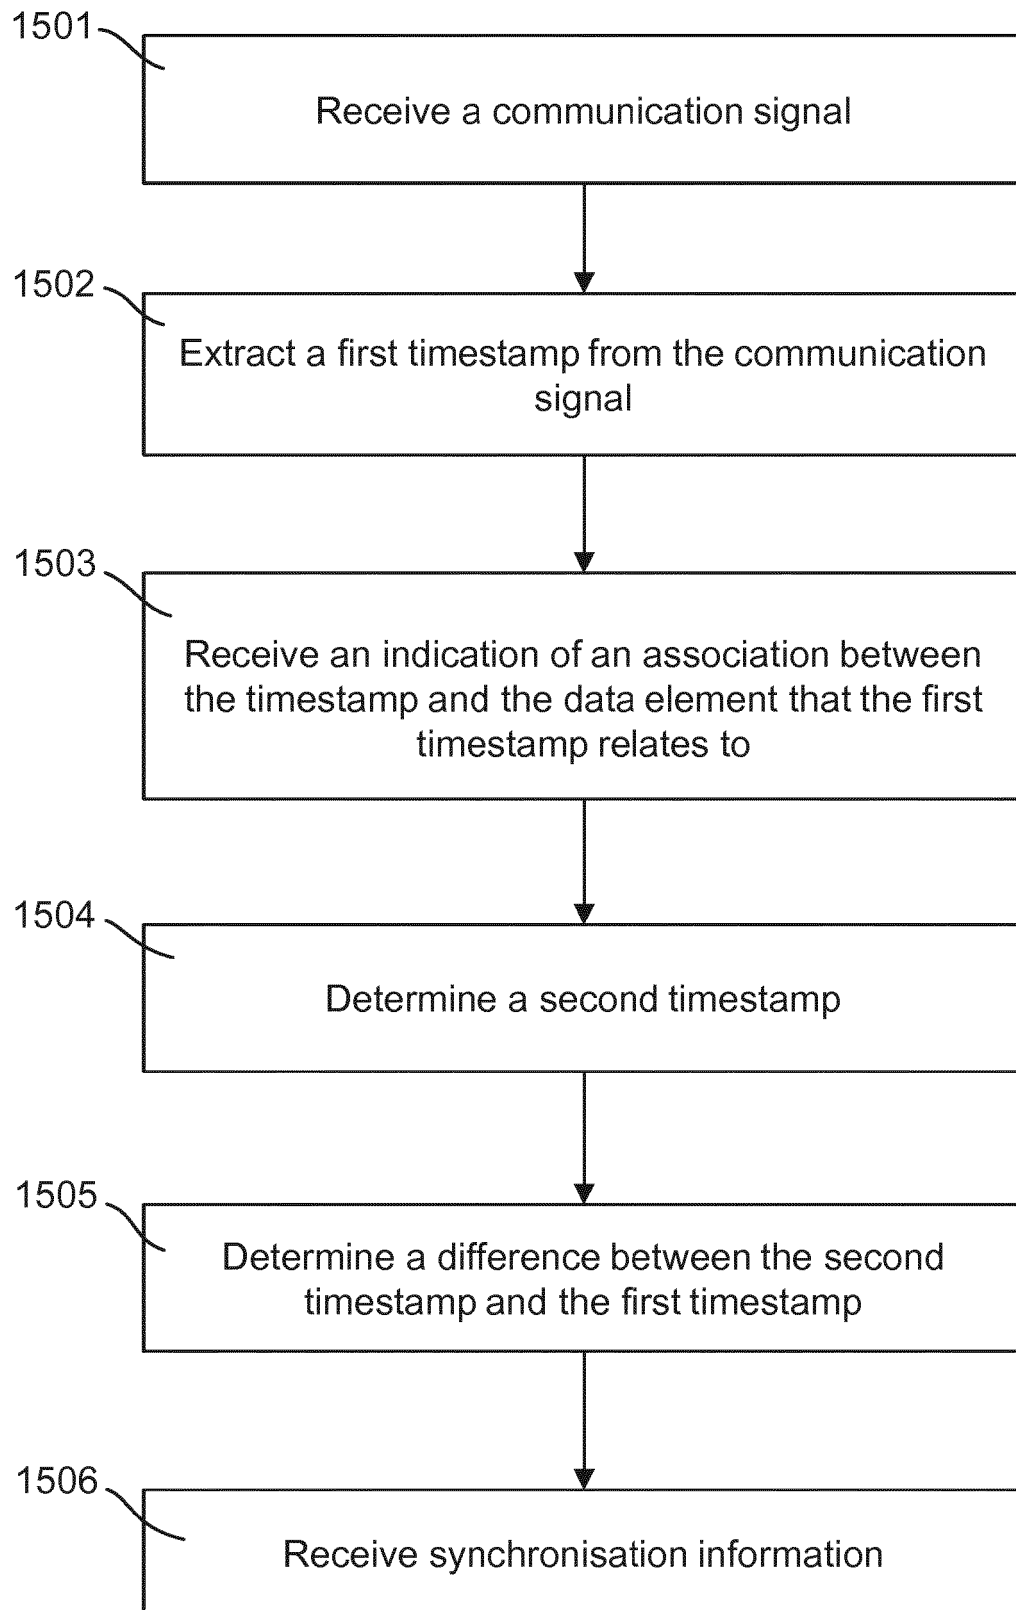 1501
Receive a communication signal
1502
Extract a first timestamp from the communication
signal
1503
Receive an indication of an association between
the timestamp and the data element that the first
timestamp relates to
1504
Determine a second timestamp
1505
Determine a difference between the second
timestamp and the first timestamp
1506
Receive synchronisation information